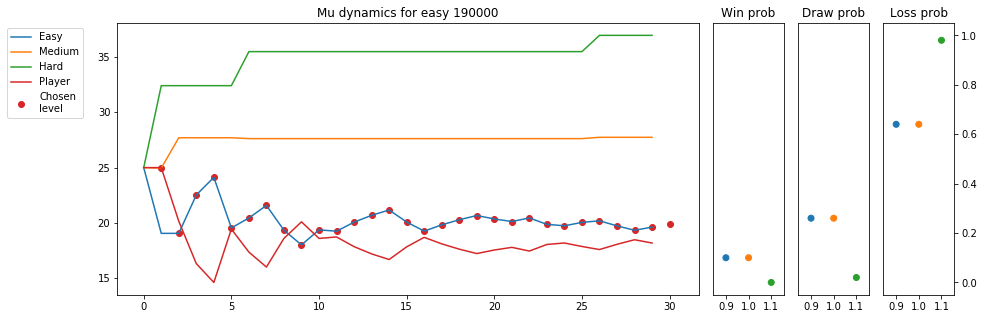 Mu dynamics for easy 190000
Win prob
Draw prob
Loss prob
Easy
Medium
Hard
Player
Chosen
level
35
30
25
20
15
0
5
10
15
20
25
30
0.9 1.0 1.1
0.9 1.0 1.1
0.9 1.0 1.1
1.0
0.8
0.6
0.4
0.2
0.0